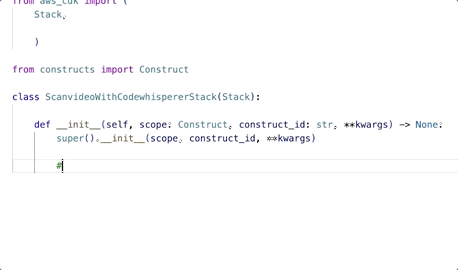 from aws_cdk import (
Stack,
)
from constructs import Construct
class ScanvideoWithCodewhispererStack(Stack):
def __init__(self, scope: Construct, construct_id: str, **kwargs) -> None:
super().__init__(scope, construct_id, **kwargs)
#